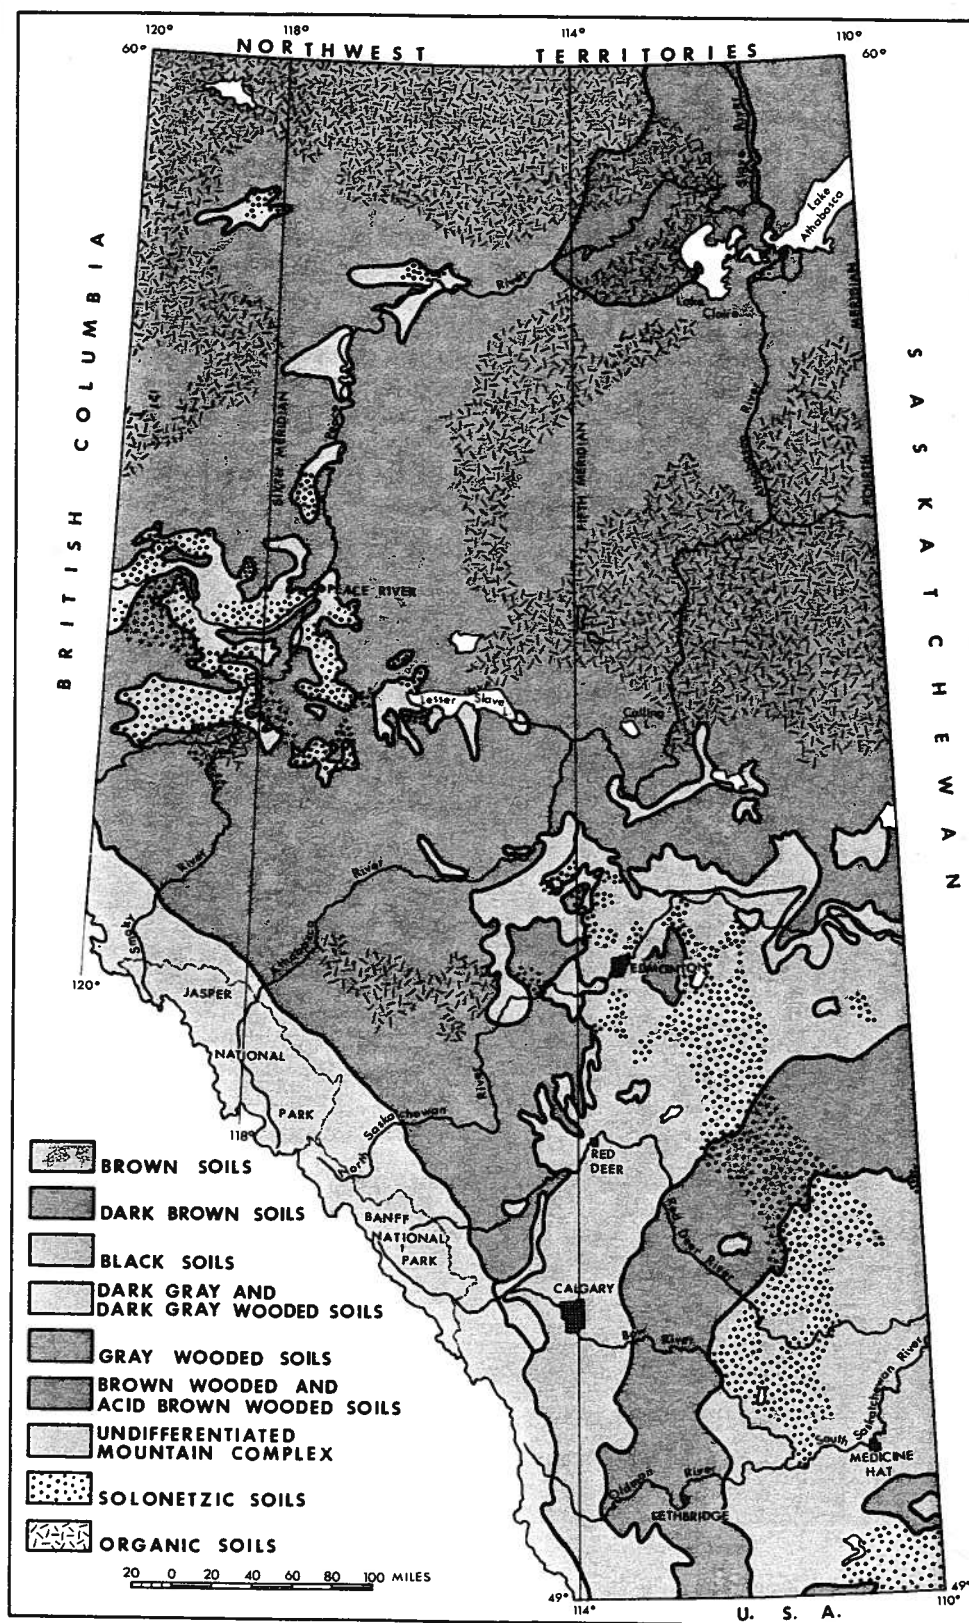 120°
118°
114°
110°
60°
NORTHWEST TERRITORIES
60°
River
Slave
Lake
Athabasca
BRITISH COLUMBIA
SASKATCHEWAN
River
Lake
Claire
MERIDIAN
River
SIXTH MERIDIAN
FIFTH MERIDIAN
FOURTH
PEACE RIVER
Lesser Slave
Calling
River
River
Smoky
Athabasca
EDMONTON
120°
JASPER
NATIONAL
PARK
118°
North Saskatchewan
River
RED
DEER
BANFF
NATIONAL
PARK
Red Deer River
CALGARY
Bow River
South Saskatchewan River
MEDICINE
HAT
Oldman River
LETHBRIDGE
BROWN SOILS
DARK BROWN SOILS
BLACK SOILS
DARK GRAY AND
DARK GRAY WOODED SOILS
GRAY WOODED SOILS
BROWN WOODED AND
ACID BROWN WOODED SOILS
UNDIFFERENTIATED
MOUNTAIN COMPLEX
SOLONETZIC SOILS
ORGANIC SOILS
20 0 20 40 60 80 100 MILES
49°
114°
U. S. A.
49°
110°